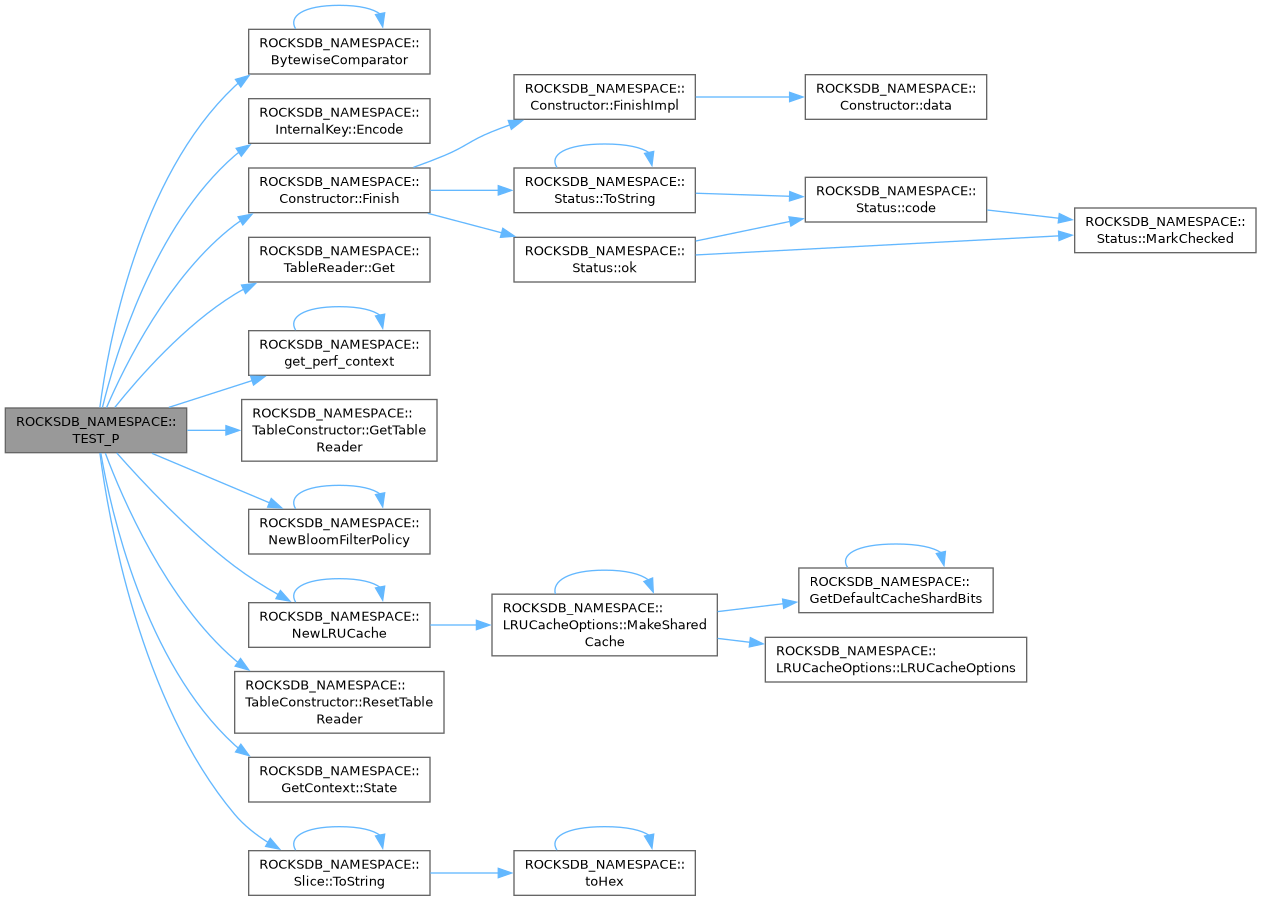 ROCKSDB_NAMESPACE::
TEST_P
ROCKSDB_NAMESPACE::
BytewiseComparator
ROCKSDB_NAMESPACE::
InternalKey::Encode
ROCKSDB_NAMESPACE::
Constructor::Finish
ROCKSDB_NAMESPACE::
Constructor::FinishImpl
ROCKSDB_NAMESPACE::
Constructor::data
ROCKSDB_NAMESPACE::
Status::ToString
ROCKSDB_NAMESPACE::
Status::code
ROCKSDB_NAMESPACE::
Status::MarkChecked
ROCKSDB_NAMESPACE::
Status::ok
ROCKSDB_NAMESPACE::
TableReader::Get
ROCKSDB_NAMESPACE::
get_perf_context
ROCKSDB_NAMESPACE::
TableConstructor::GetTable
Reader
ROCKSDB_NAMESPACE::
NewBloomFilterPolicy
ROCKSDB_NAMESPACE::
NewLRUCache
ROCKSDB_NAMESPACE::
LRUCacheOptions::MakeShared
Cache
ROCKSDB_NAMESPACE::
GetDefaultCacheShardBits
ROCKSDB_NAMESPACE::
LRUCacheOptions::LRUCacheOptions
ROCKSDB_NAMESPACE::
TableConstructor::ResetTable
Reader
ROCKSDB_NAMESPACE::
GetContext::State
ROCKSDB_NAMESPACE::
Slice::ToString
ROCKSDB_NAMESPACE::
toHex